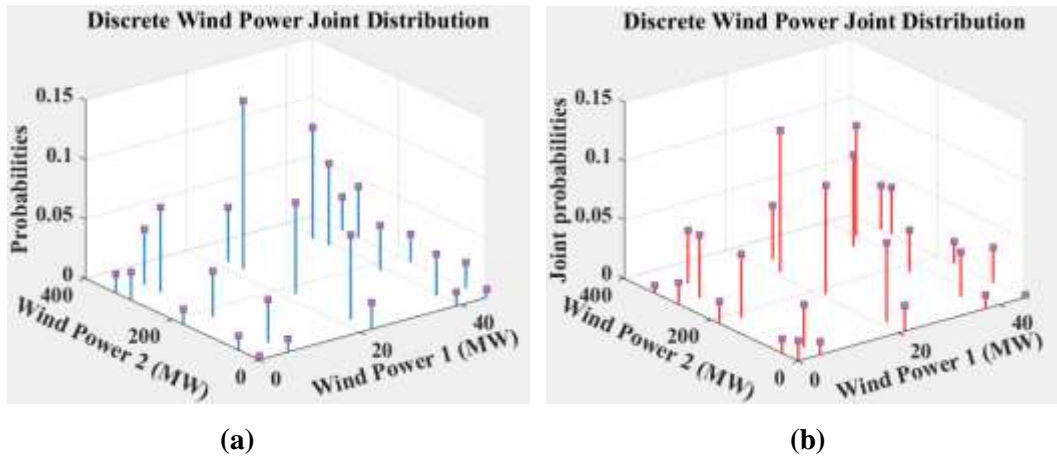 Discrete Wind Power Joint Distribution
0.15
0.1
0.05
0
Probabilities
400
200
0
Wind Power 2 (MW)
0
20
40
Wind Power 1 (MW)
(a)
Discrete Wind Power Joint Distribution
0.15
0.1
0.05
0
Joint probabilities
400
200
0
Wind Power 2 (MW)
0
20
40
Wind Power 1 (MW)
(b)